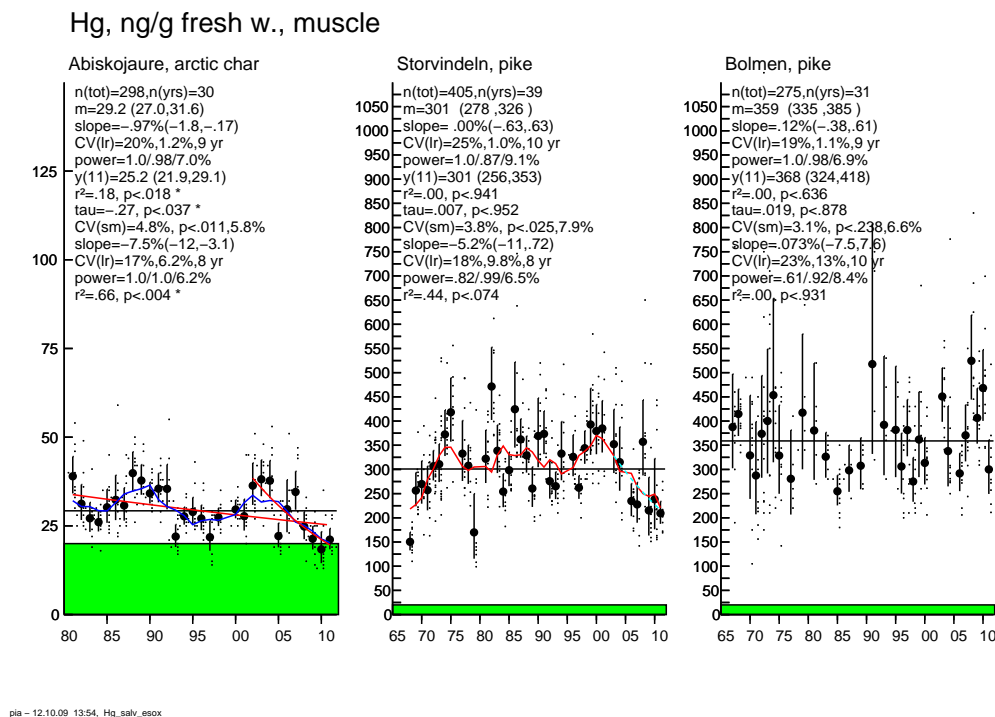 Hg, ng/g fresh w., muscle
Abiskojaure, arctic char
n(tot)=298,n(yrs)=30
m=29.2 (27.0,31.6)
slope=−.97%(−1.8,−.17)
CV(lr)=20%,1.2%,9 yr
power=1.0/.98/7.0%
y(11)=25.2 (21.9,29.1)
r²=.18, p<.018 *
tau=−.27, p<.037 *
CV(sm)=4.8%, p<.011,5.8%
slope=−7.5%(−12,−3.1)
CV(lr)=17%,6.2%,8 yr
power=1.0/1.0/6.2%
r²=.66, p<.004 *
125
100
75
50
25
0
80 85 90 95 00 05 10
Storvindeln, pike
n(tot)=405,n(yrs)=39
m=301 (278 ,326 )
slope= .00%(−.63,.63)
CV(lr)=25%,1.0%,10 yr
power=1.0/.87/9.1%
y(11)=301 (256,353)
r²=.00, p<.941
tau=.007, p<.952
CV(sm)=3.8%, p<.025,7.9%
slope=−5.2%(−11,.72)
CV(lr)=18%,9.8%,8 yr
power=.82/.99/6.5%
r²=.44, p<.074
1050
1000
950
900
850
800
750
700
650
600
550
500
450
400
350
300
250
200
150
100
50
0
65 70 75 80 85 90 95 00 05 10
Bolmen, pike
n(tot)=275,n(yrs)=31
m=359 (335 ,385 )
slope=.12%(−.38,.61)
CV(lr)=19%,1.1%,9 yr
power=1.0/.98/6.9%
y(11)=368 (324,418)
r²=.00, p<.636
tau=.019, p<.878
CV(sm)=3.1%, p<.238,6.6%
slope=.073%(−7.5,7.6)
CV(lr)=23%,13%,10 yr
power=.61/.92/8.4%
r²=.00, p<.931
1050
1000
950
900
850
800
750
700
650
600
550
500
450
400
350
300
250
200
150
100
50
0
65 70 75 80 85 90 95 00 05 10
pia − 12.10.09 13:54, Hg_salv_esox